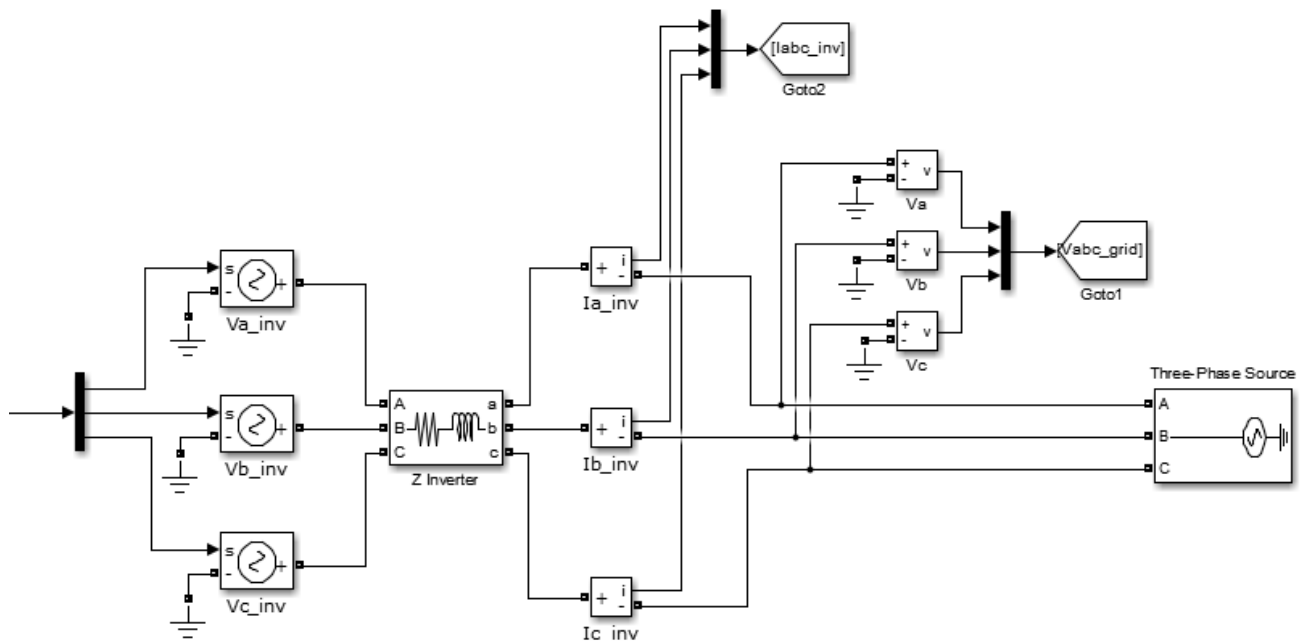 [Iabc_inv]
Goto2
+
-
v
Va
+
-
v
Vb
[Vabc_grid]
Goto1
+
-
v
Vc
s
-
+
Va_inv
+
i
-
Ia_inv
Three-Phase Source
A
B
C
s
-
+
Vb_inv
A
B
C
a
b
c
Z Inverter
+
i
-
Ib_inv
s
-
+
Vc_inv
+
i
-
Ic_inv